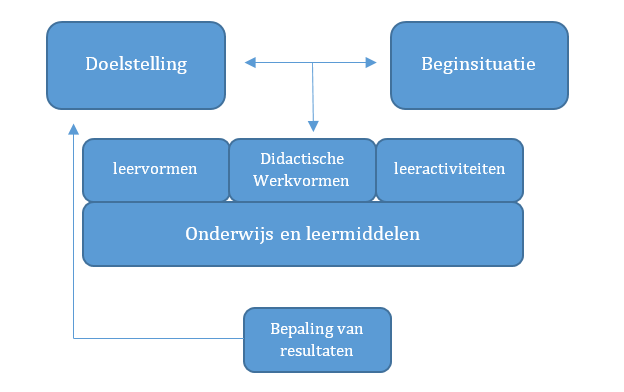 Doelstelling
Beginsituatie
leervormen
Didactische
Werkvormen
leeractiviteiten
Onderwijs en leermiddelen
Bepaling van
resultaten